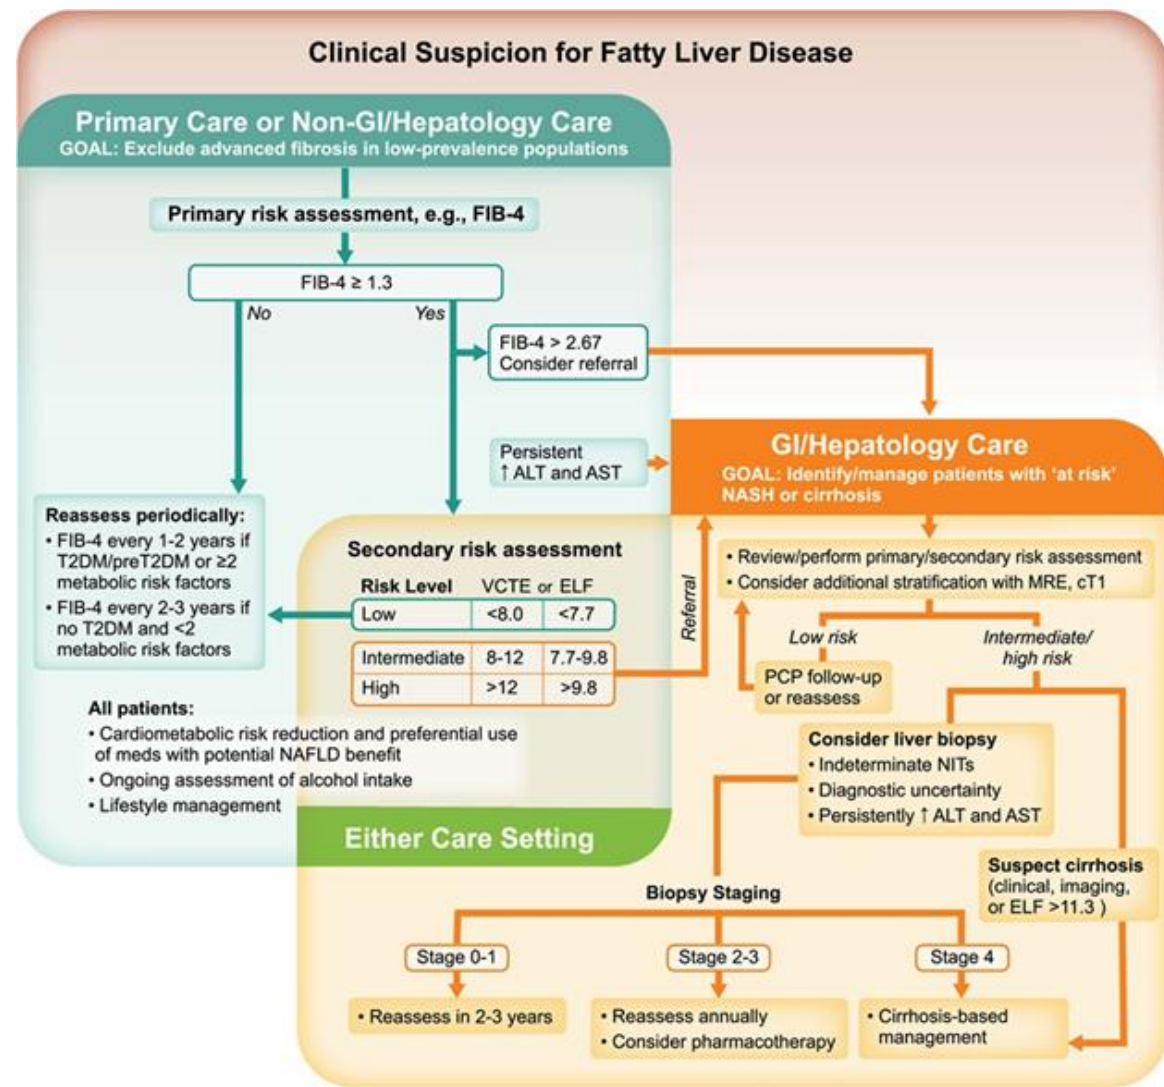 Clinical Suspicion for Fatty Liver Disease
Primary Care or Non-GI/Hepatology Care
GOAL: Exclude advanced fibrosis in low-prevalence populations
Primary risk assessment, e.g., FIB-4
FIB-4 ≥ 1.3
No
Yes
FIB-4 > 2.67
Consider referral
Persistent
↑ ALT and AST
Reassess periodically:
• FIB-4 every 1-2 years if
T2DM/preT2DM or ≥2
metabolic risk factors
• FIB-4 every 2-3 years if
no T2DM and <2
metabolic risk factors
Secondary risk assessment
Risk Level VCTE or ELF
Low <8.0 <7.7
Intermediate 8-12 7.7-9.8
High >12 >9.8
All patients:
• Cardiometabolic risk reduction and preferential use
of meds with potential NAFLD benefit
• Ongoing assessment of alcohol intake
• Lifestyle management
Either Care Setting
Referral
GI/Hepatology Care
GOAL: Identify/manage patients with ‘at risk’
NASH or cirrhosis
• Review/perform primary/secondary risk assessment
• Consider additional stratification with MRE, cT1
Low risk
Intermediate/
high risk
PCP follow-up
or reassess
Consider liver biopsy
• Indeterminate NITs
• Diagnostic uncertainty
• Persistently ↑ ALT and AST
Suspect cirrhosis
(clinical, imaging,
or ELF >11.3 )
Biopsy Staging
Stage 0-1
Stage 2-3
Stage 4
• Reassess in 2-3 years
• Reassess annually
• Consider pharmacotherapy
• Cirrhosis-based
management